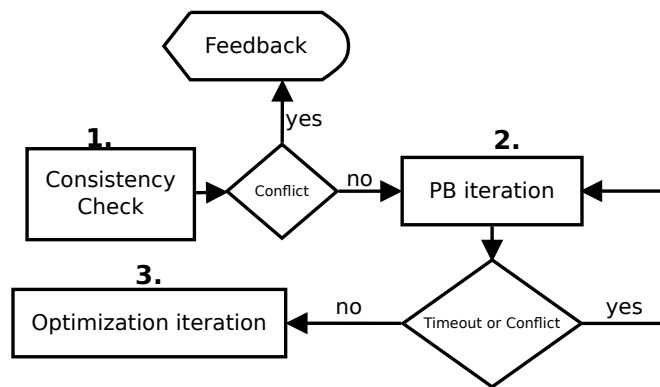 Feedback
yes
1.
Consistency
Check
Conflict
no
2.
PB iteration
3.
Optimization iteration
no
Timeout or Conflict
yes